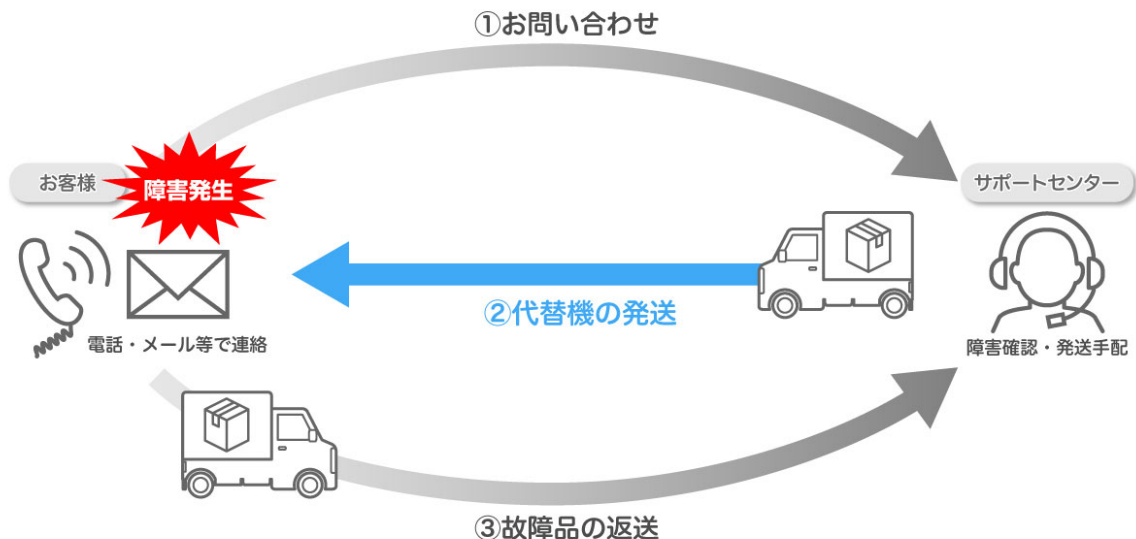 ①お問い合わせ
お客様
障害発生
サポートセンター
②代替機の発送
電話・メール等で連絡
障害確認・発送手配
③故障品の返送